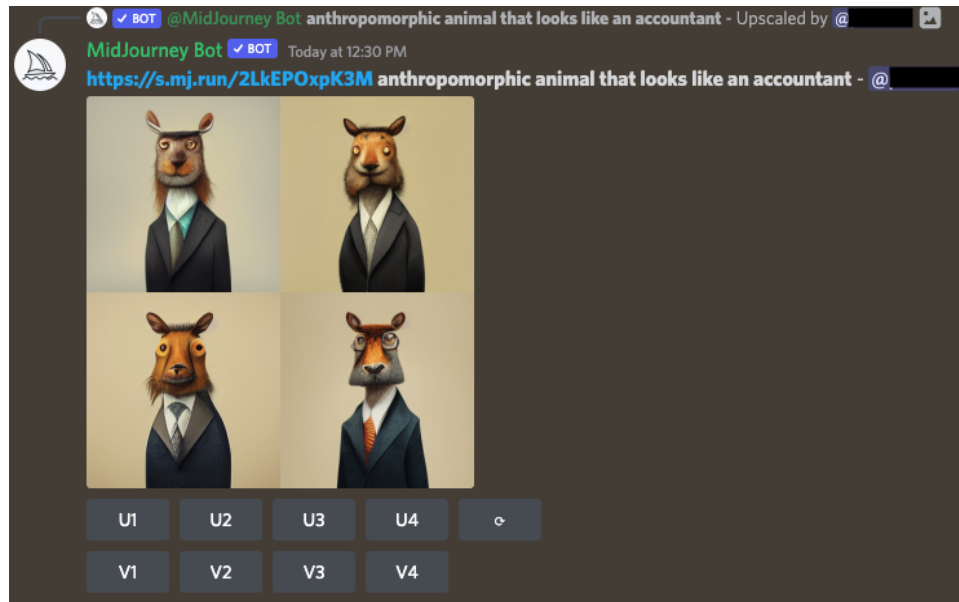 ✓ BOT @MidJourney Bot anthropomorphic animal that looks like an accountant - Upscaled by @
MidJourney Bot ✓ BOT Today at 12:30 PM
https://s.mj.run/2LkEPOxpK3M anthropomorphic animal that looks like an accountant - @
U1 U2 U3 U4
V1 V2 V3 V4